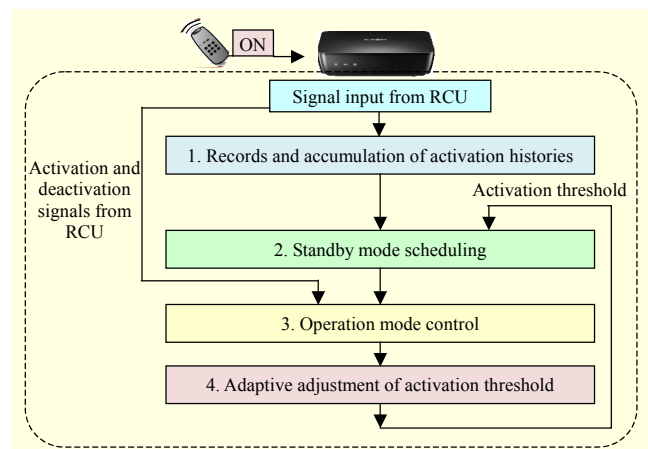 ON
Signal input from RCU
1. Records and accumulation of activation histories
Activation and
deactivation
signals from
RCU
Activation threshold
2. Standby mode scheduling
3. Operation mode control
4. Adaptive adjustment of activation threshold